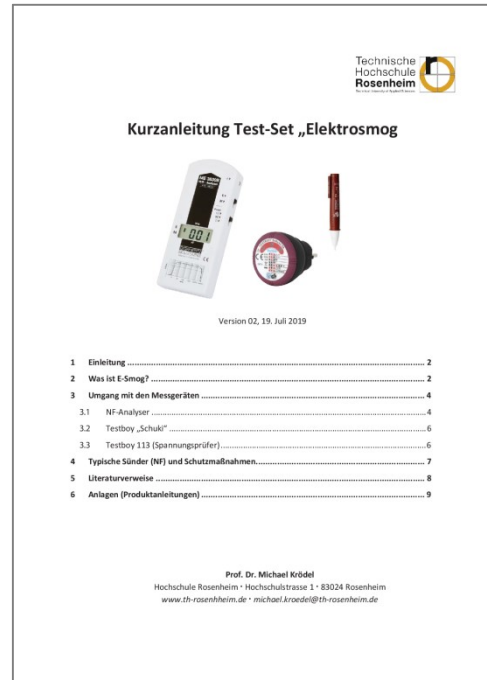 Technische
Hochschule
Rosenheim
Kurzanleitung Test-Set „Elektrosmog
001
Version 02, 19. Juli 2019
1 Einleitung ........ 2
2 Was ist E-Smog? ........ 2
3 Umgang mit den Messgeräten ........ 4
3.1 NF-Analyser ........ 4
3.2 Testboy „Schuki“ ........ 6
3.3 Testboy 113 (Spannungsprüfer) ........ 6
4 Typische Sünder (NF) und Schutzmaßnahmen ........ 7
5 Literaturverweise ........ 8
6 Anlagen (Produktanleitungen) ........ 9
Prof. Dr. Michael Krödel
Hochschule Rosenheim · Hochschulstrasse 1 · 83024 Rosenheim
www.th-rosenhheim.de · michael.kroedel@th-rosenheim.de